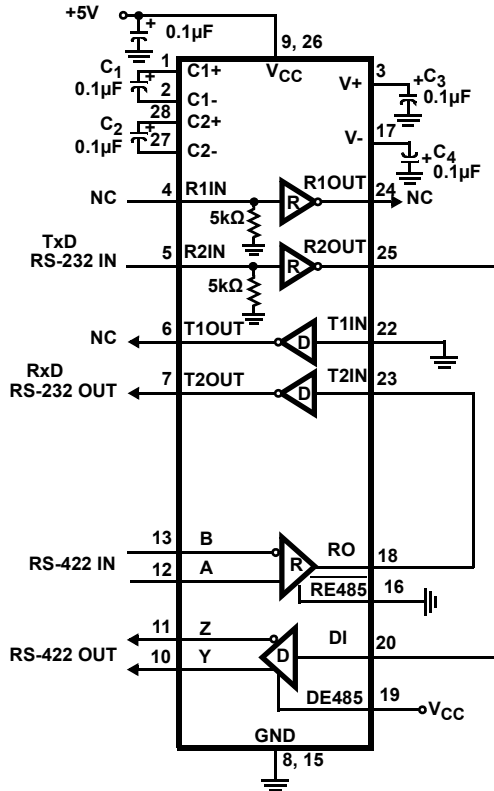 +5V
0.1µF
9, 26
1
C1+
VCC
C1
0.1µF
2
C1-
3
V+
C3
0.1µF
28
C2+
C2
0.1µF
27
C2-
17
V-
C4
0.1µF
NC
4
R1IN
R
R1OUT
24
NC
5kΩ
TxD
RS-232 IN
5
R2IN
R
R2OUT
25
5kΩ
NC
6
T1OUT
D
T1IN
22
RxD
RS-232 OUT
7
T2OUT
D
T2IN
23
RS-422 IN
13
B
12
A
R
RO
18
RE485
16
RS-422 OUT
11
Z
10
Y
D
DI
20
DE485
19
VCC
GND
8, 15